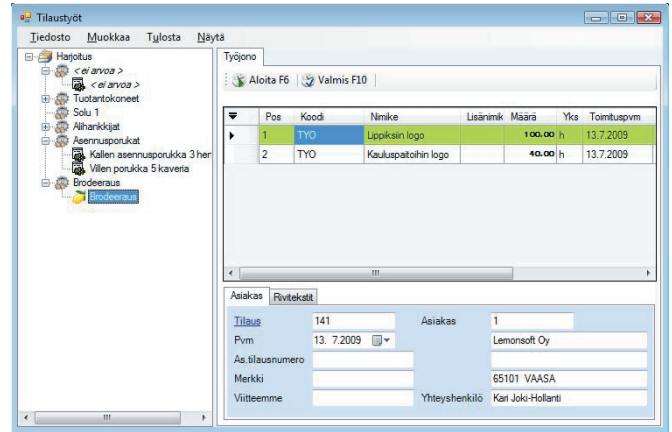 Tilaustyöt
Tiedosto Muokkaa Tulosta Näytä
Harjoitus
< ei arvoa >
< ei arvoa >
Tuotantokoneet
Solu 1
Alihankkijat
Asennusporukat
Kallen asennusporukka 3 her
Villen porukka 5 kaveria
Brodeeraus
Brodeeraus
Työjono
Aloita F6 Valmis F10
Pos Koodi Nimike Lisänimik Määrä Yks Toimituspvm
1 TYO Lippiksiin logo 100.00 h 13.7.2009
2 TYO Kauluspaitoihin logo 40.00 h 13.7.2009
Asiakas Rivitekstit
Tilaus 141 Asiakas 1
Pvm 13. 7.2009 Lemonsoft Oy
As.tilausnumero
Merkki 65101 VAASA
Viitteemme Yhteyshenkilö Kari Joki-Hollanti